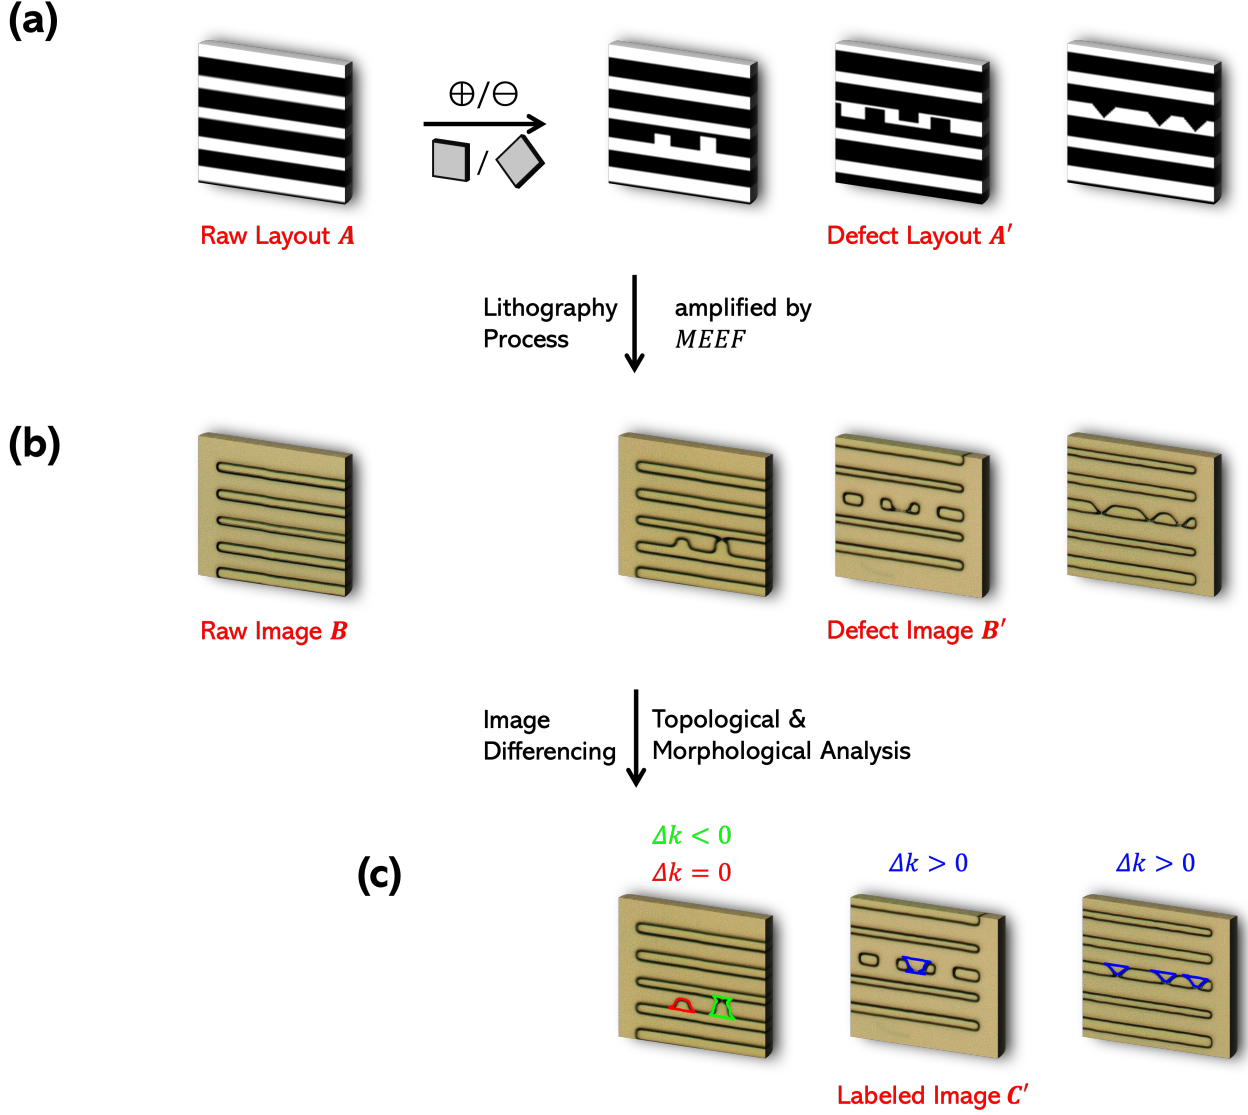 (a)
⊕/⊖
/
Raw Layout A
Defect Layout A′
Lithography
Process
amplified by
MEEF
(b)
Raw Image B
Defect Image B′
Image
Differencing
Topological &
Morphological Analysis
(c)
Δk < 0
Δk = 0
Δk > 0
Δk > 0
Labeled Image C′